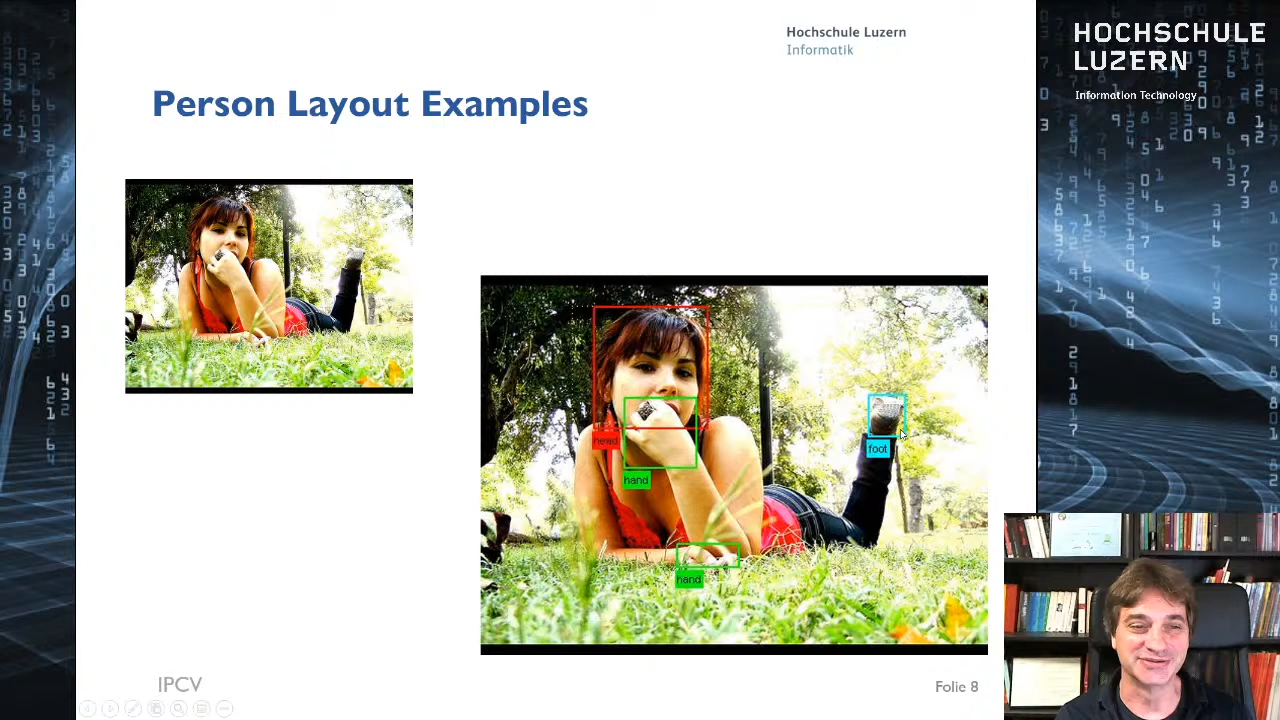 Hochschule Luzern
Informatik
HOCHSCHULE
LUZERN
Information Technology
Person Layout Examples
head
hand
foot
hand
IPCV
Folie 8